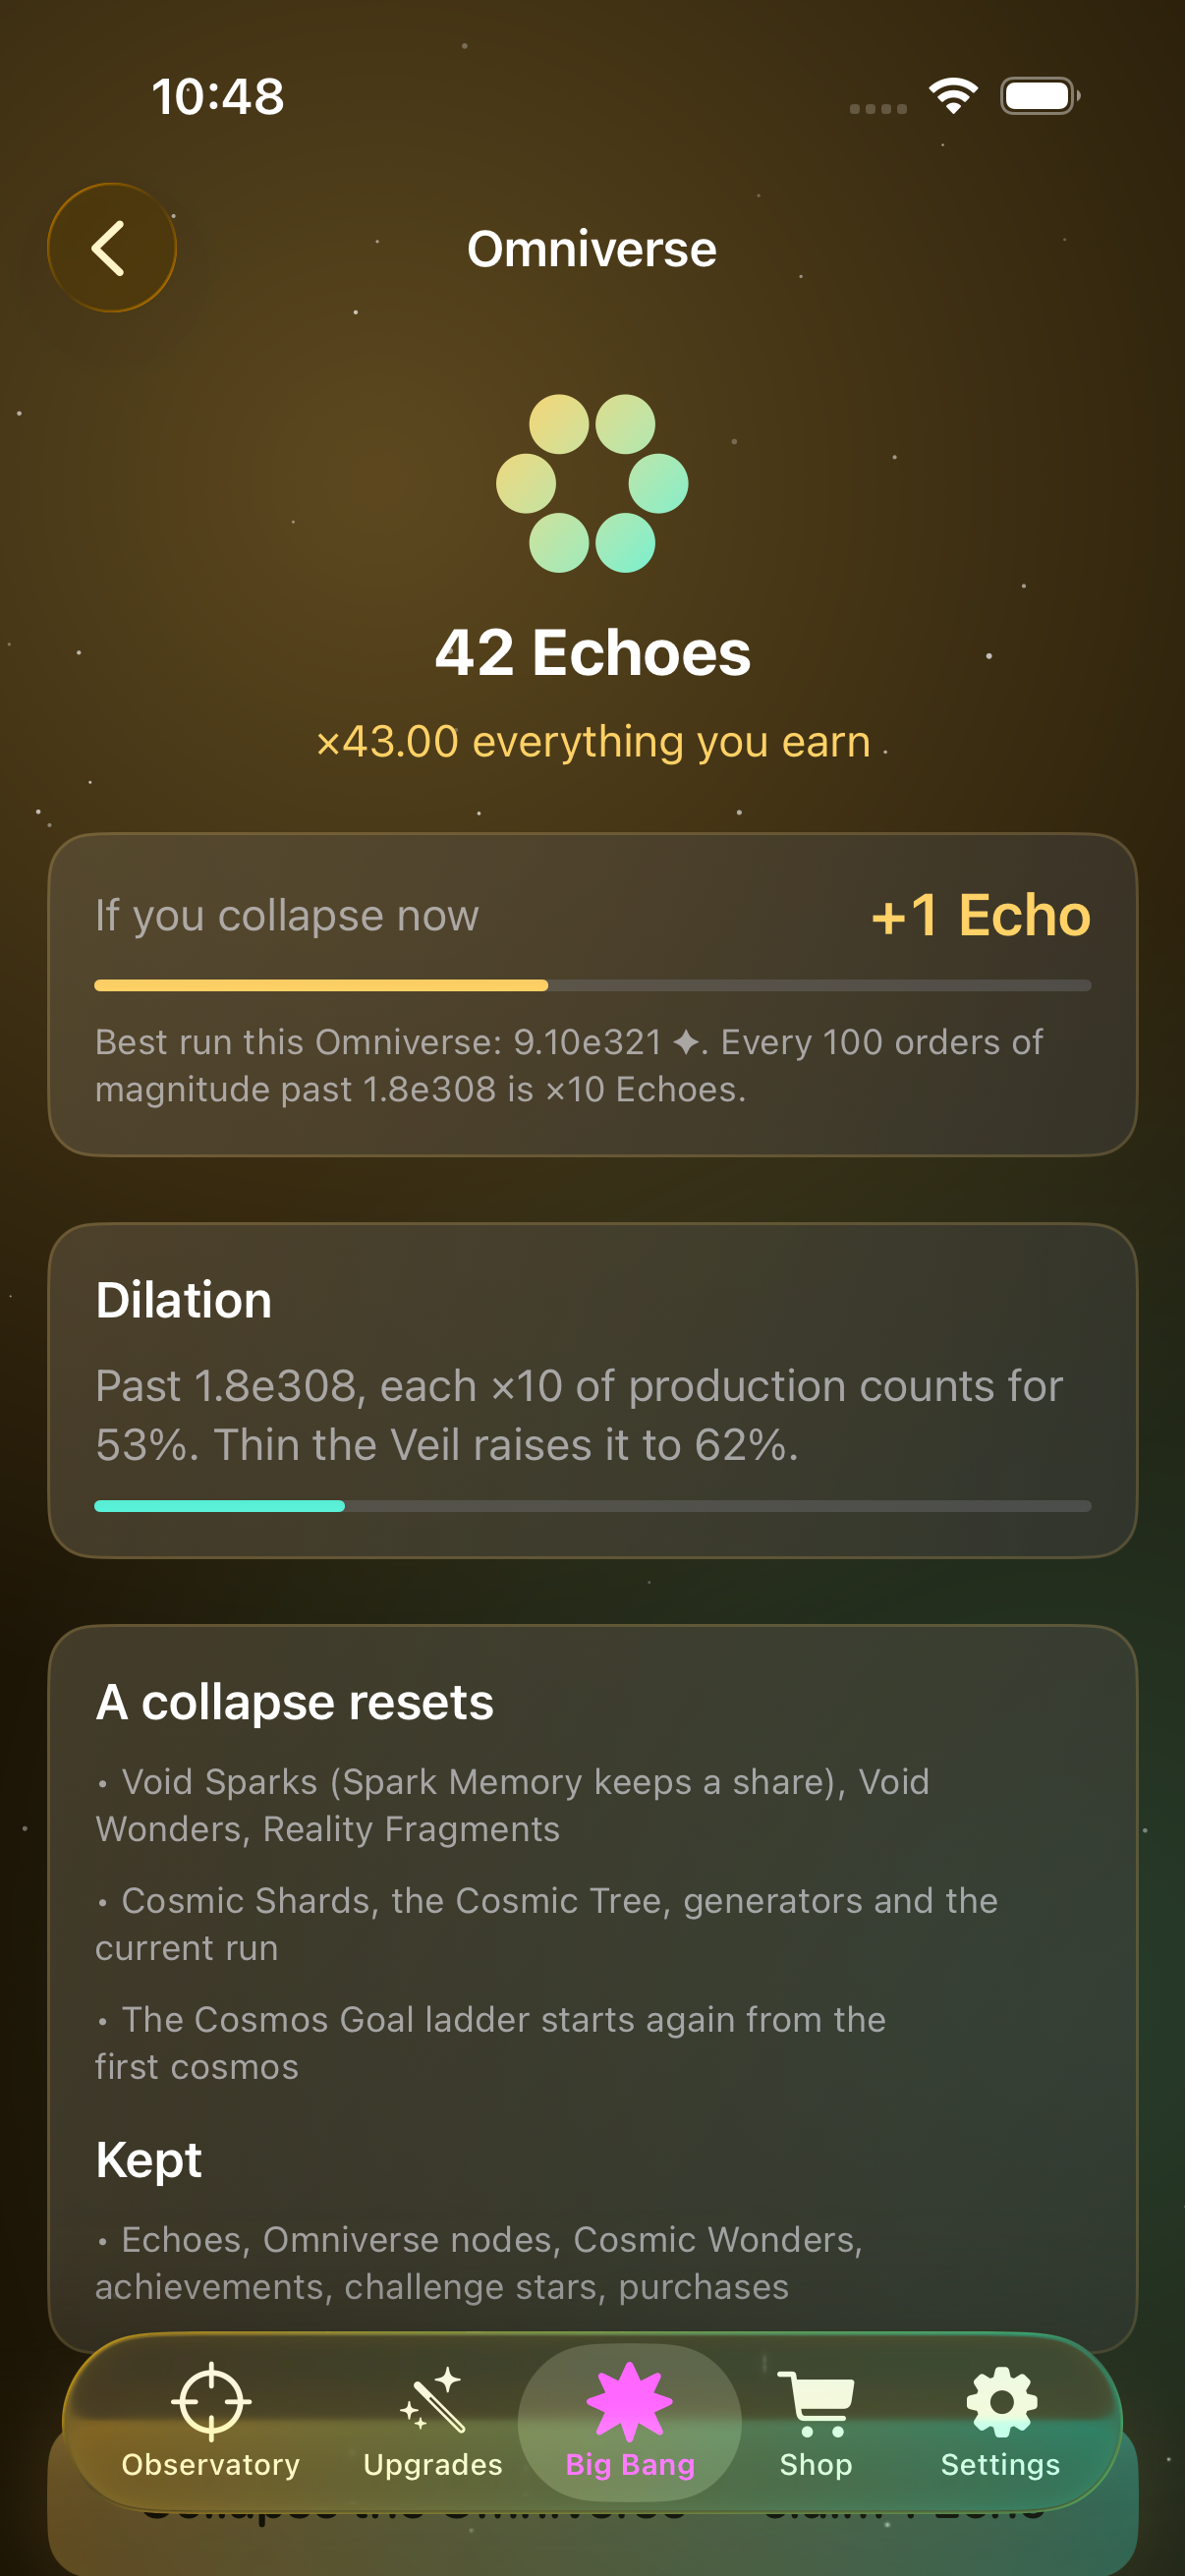 10:48
Omniverse
42 Echoes
×43.00 everything you earn
If you collapse now
+1 Echo
Best run this Omniverse: 9.10e321 ✦. Every 100 orders of
magnitude past 1.8e308 is ×10 Echoes.
Dilation
Past 1.8e308, each ×10 of production counts for
53%. Thin the Veil raises it to 62%.
A collapse resets
• Void Sparks (Spark Memory keeps a share), Void
Wonders, Reality Fragments
• Cosmic Shards, the Cosmic Tree, generators and the
current run
• The Cosmos Goal ladder starts again from the
first cosmos
Kept
• Echoes, Omniverse nodes, Cosmic Wonders,
achievements, challenge stars, purchases
Observatory
Upgrades
Big Bang
Shop
Settings